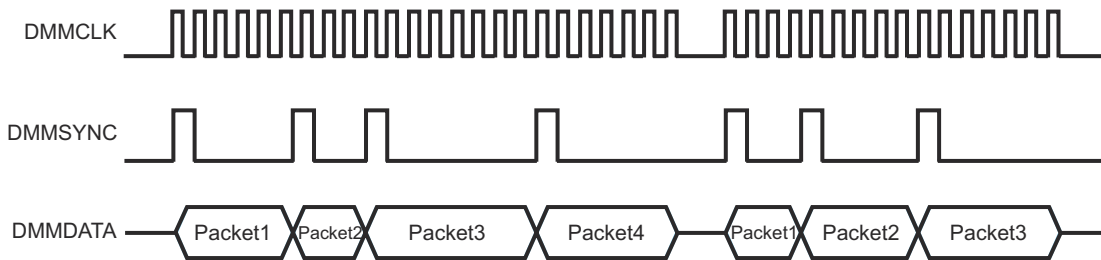 DMMCLK
DMMSYNC
DMMDATA Packet1 Packet2 Packet3 Packet4 Packet1 Packet2 Packet3